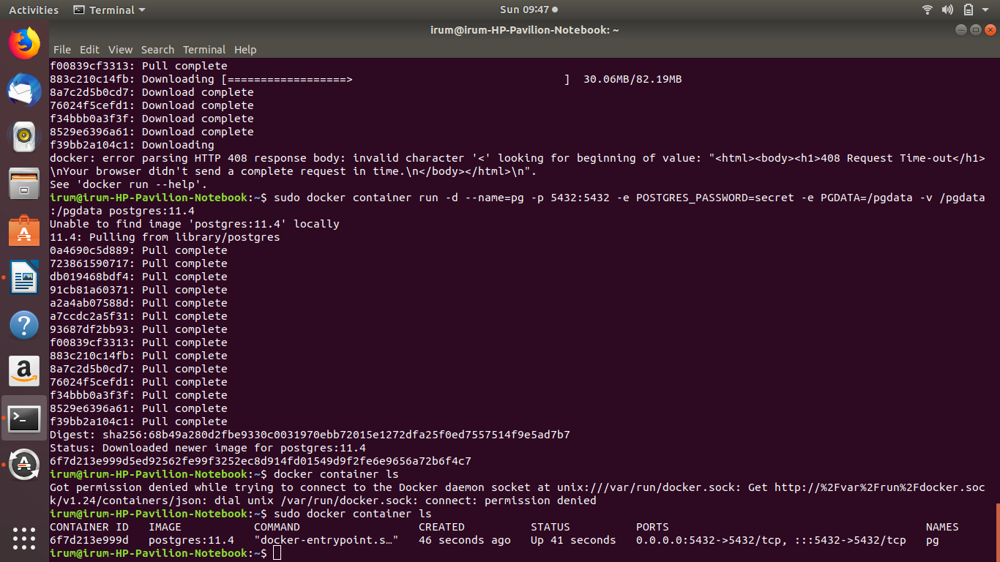 Activities Terminal Sun 09:47
irum@irum-HP-Pavilion-Notebook: ~
File Edit View Search Terminal Help
f00839cf3313: Pull complete
883c210c14fb: Downloading [==================>                                ]  30.06MB/82.19MB
8a7c2d5b0cd7: Download complete
76024f5cefd1: Download complete
f34bbb0a3f3f: Download complete
8529e6396a61: Download complete
f39bb2a104c1: Downloading
docker: error parsing HTTP 408 response body: invalid character '<' looking for beginning of value: "<html><body><h1>408 Request Time-out</h1>
\nYour browser didn't send a complete request in time.\n</body></html>\n".
See 'docker run --help'.
irum@irum-HP-Pavilion-Notebook:~$ sudo docker container run -d --name=pg -p 5432:5432 -e POSTGRES_PASSWORD=secret -e PGDATA=/pgdata -v /pgdata
:/pgdata postgres:11.4
Unable to find image 'postgres:11.4' locally
11.4: Pulling from library/postgres
0a4690c5d889: Pull complete
723861590717: Pull complete
db019468bdf4: Pull complete
91cb81a60371: Pull complete
a2a4ab07588d: Pull complete
a7ccdc2a5f31: Pull complete
93687df2bb93: Pull complete
f00839cf3313: Pull complete
883c210c14fb: Pull complete
8a7c2d5b0cd7: Pull complete
76024f5cefd1: Pull complete
f34bbb0a3f3f: Pull complete
8529e6396a61: Pull complete
f39bb2a104c1: Pull complete
Digest: sha256:68b49a280d2fbe9330c0031970ebb72015e1272dfa25f0ed7557514f9e5ad7b7
Status: Downloaded newer image for postgres:11.4
6f7d213e999d5ed92562fe99f3252ec8d914fd01549d9f2fe6e9656a72b6f4c7
irum@irum-HP-Pavilion-Notebook:~$ docker container ls
Got permission denied while trying to connect to the Docker daemon socket at unix:///var/run/docker.sock: Get http://%2Fvar%2Frun%2Fdocker.soc
k/v1.24/containers/json: dial unix /var/run/docker.sock: connect: permission denied
irum@irum-HP-Pavilion-Notebook:~$ sudo docker container ls
CONTAINER ID   IMAGE           COMMAND                  CREATED          STATUS          PORTS                                       NAMES
6f7d213e999d   postgres:11.4   "docker-entrypoint.s…"   46 seconds ago   Up 41 seconds   0.0.0.0:5432->5432/tcp, :::5432->5432/tcp   pg
irum@irum-HP-Pavilion-Notebook:~$